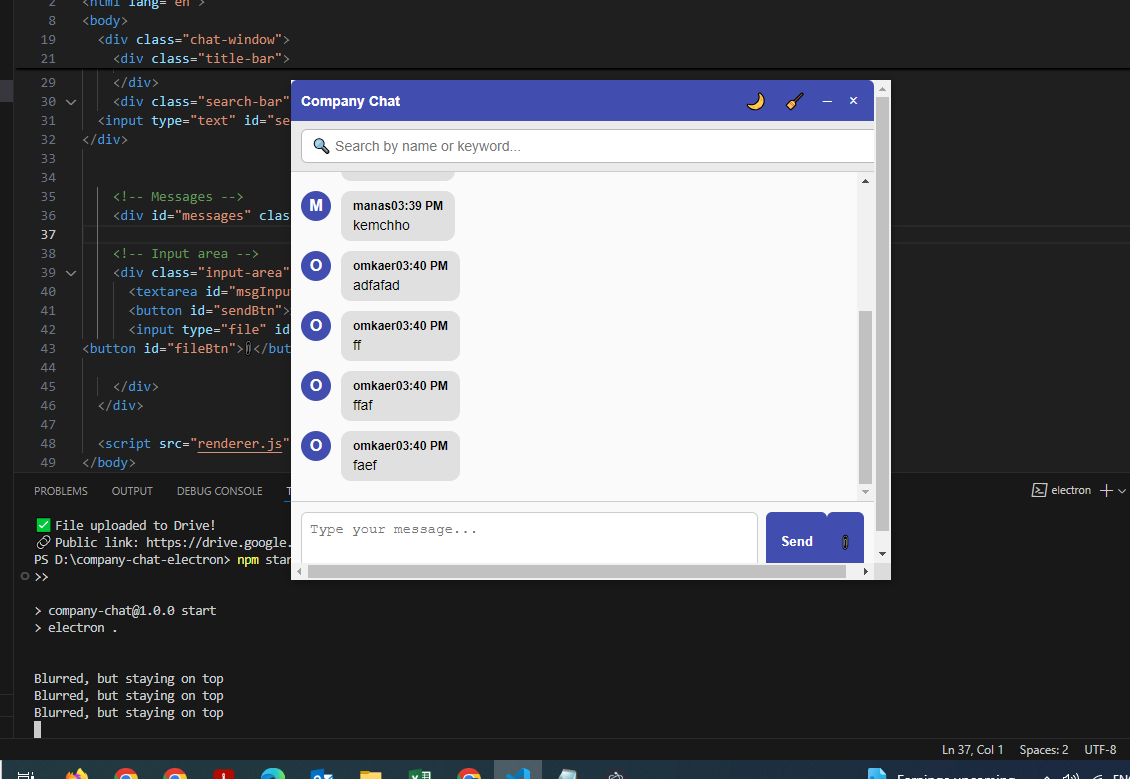 2 <html lang="en">
8 <body>
19 <div class="chat-window">
21 <div class="title-bar">
29 </div>
30 <div class="search-bar"
31 <input type="text" id="se
32 </div>
33
34
35 <!-- Messages -->
36 <div id="messages" clas
37
38 <!-- Input area -->
39 <div class="input-area"
40 <textarea id="msgInpu
41 <button id="sendBtn">
42 <input type="file" id
43 <button id="fileBtn">📎</but
44
45 </div>
46 </div>
47
48 <script src="renderer.js"
49 </body>
Company Chat
🌙 🧹 – ×
🔍 Search by name or keyword...
M
manas03:39 PM
kemchho
O
omkaer03:40 PM
adfafad
O
omkaer03:40 PM
ff
O
omkaer03:40 PM
ffaf
O
omkaer03:40 PM
faef
Type your message...
Send
PROBLEMS OUTPUT DEBUG CONSOLE
electron
✅ File uploaded to Drive!
🔗 Public link: https://drive.google.
PS D:\company-chat-electron> npm star
>>
> company-chat@1.0.0 start
> electron .
Blurred, but staying on top
Blurred, but staying on top
Blurred, but staying on top
Ln 37, Col 1 Spaces: 2 UTF-8
Earnings upcoming